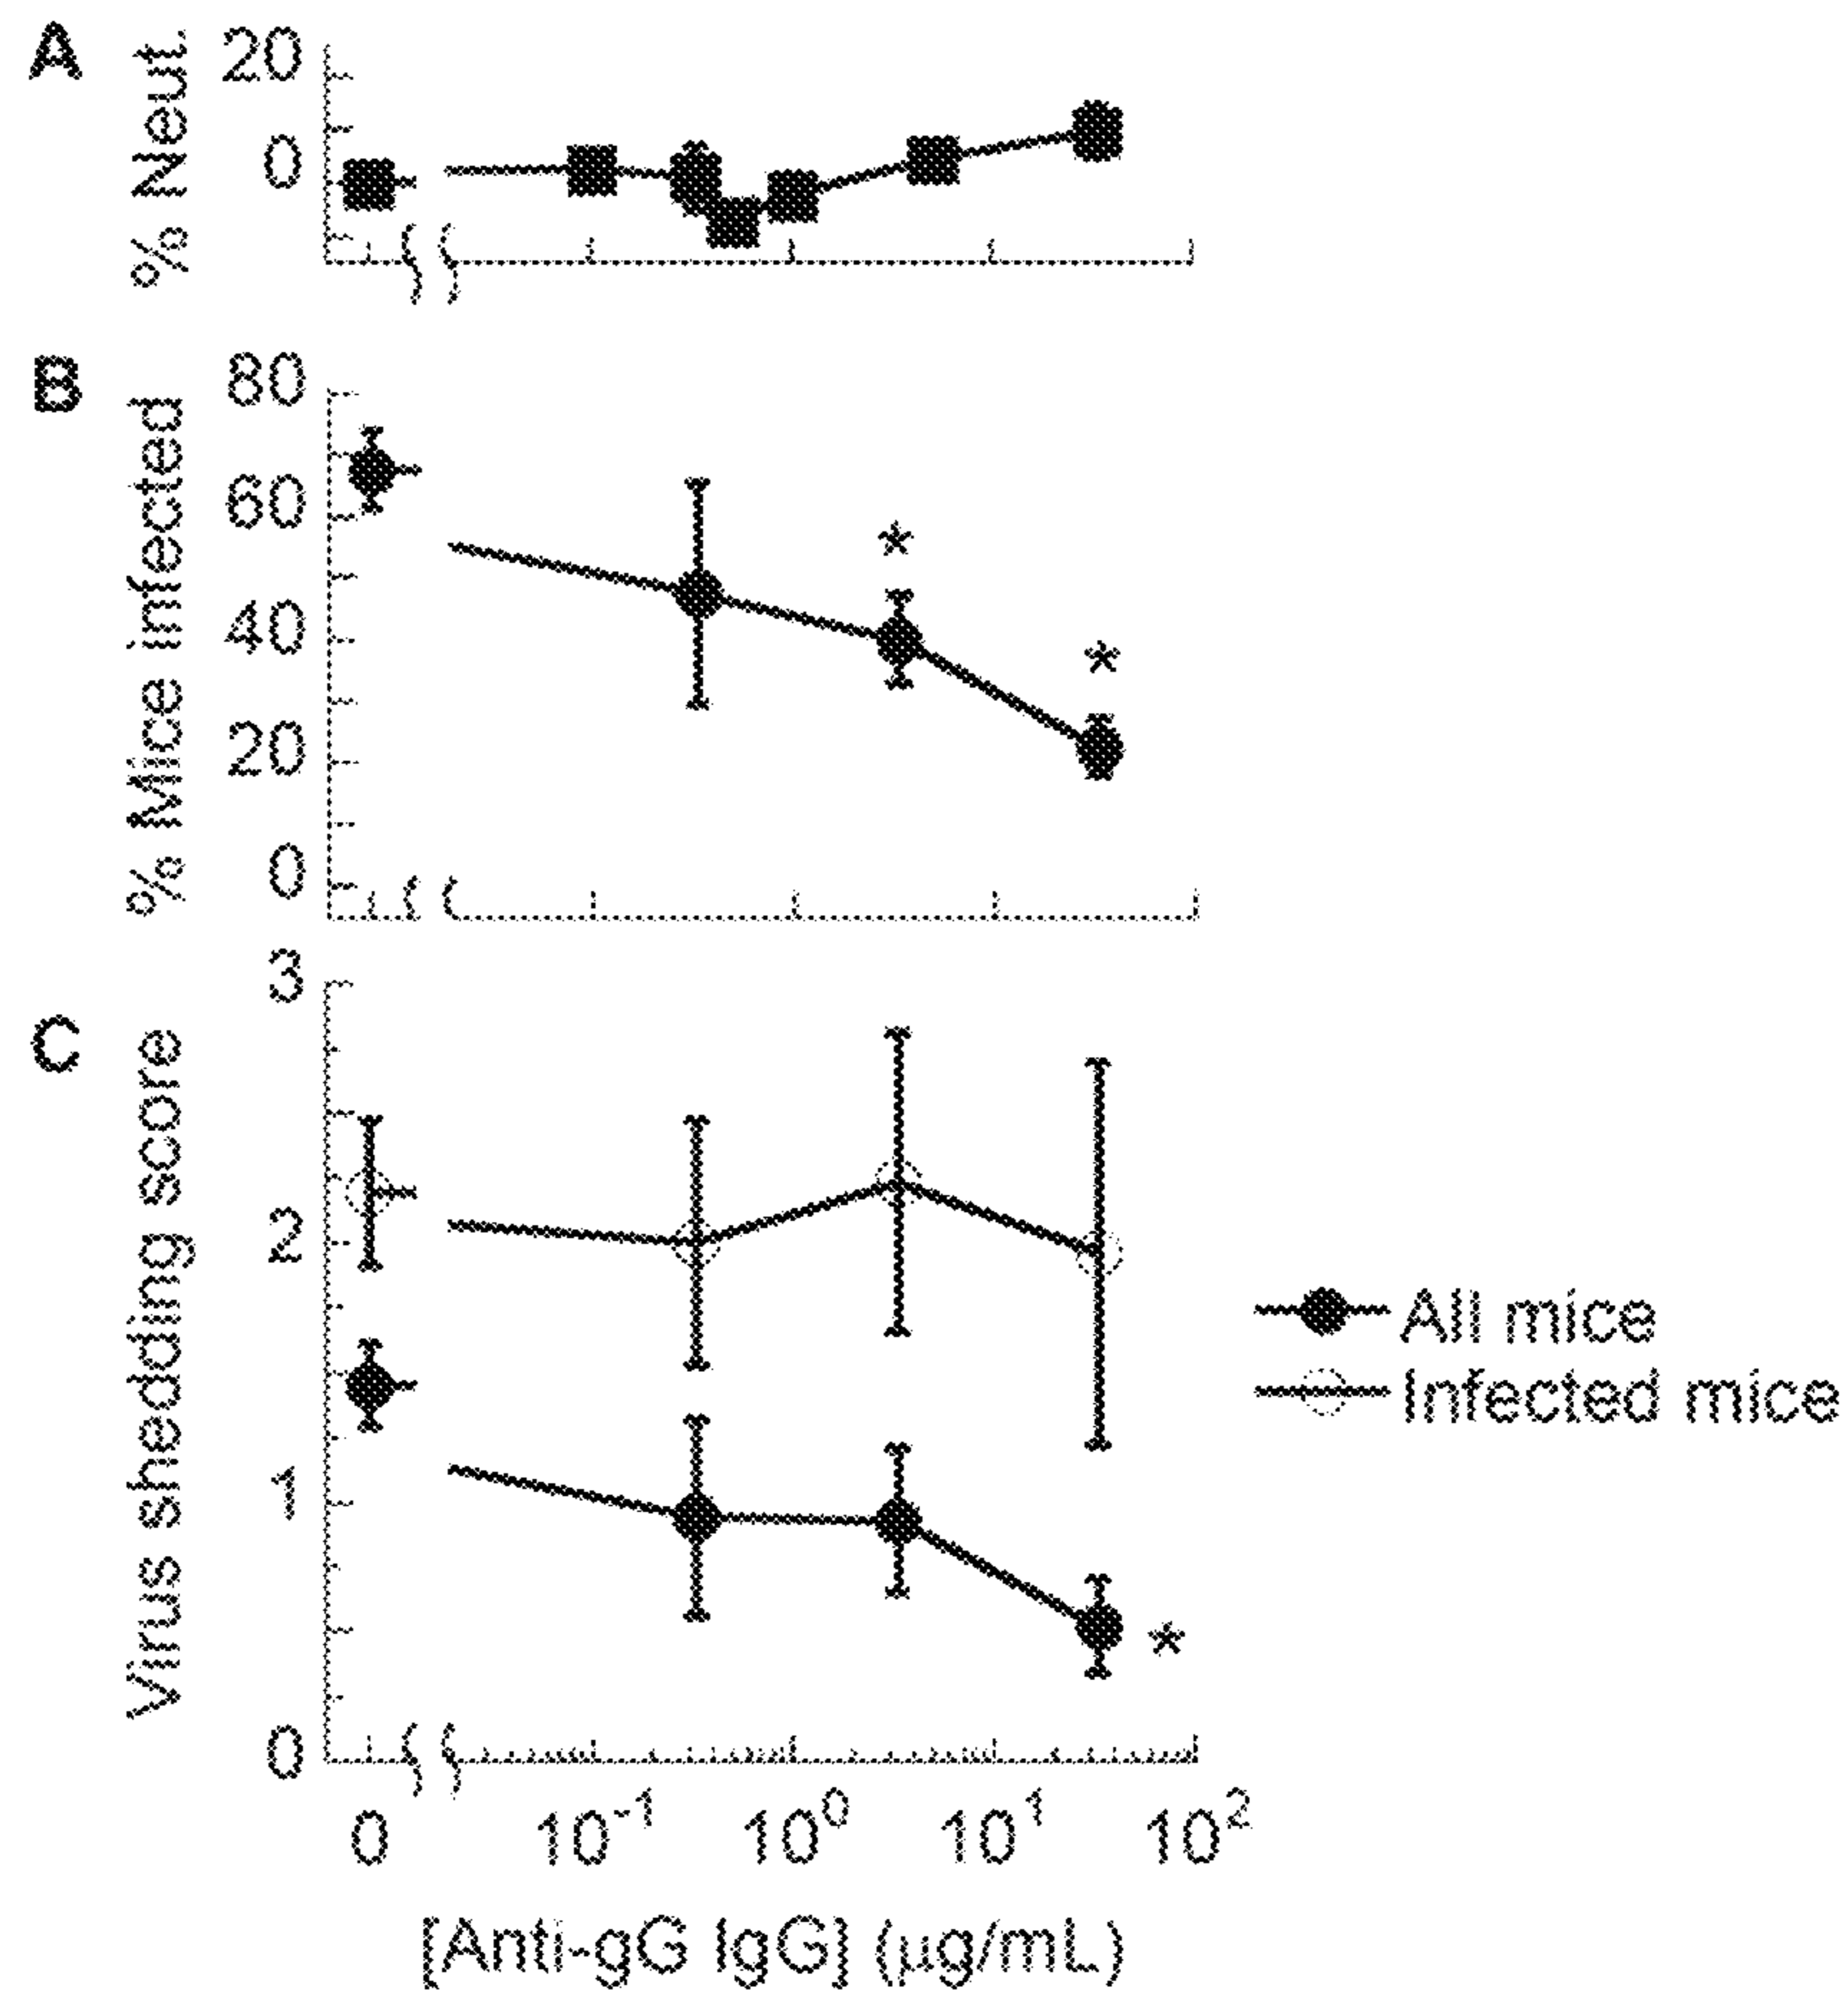 A
% Neut.
20
0
B
% Mice infected
80
60
*
40
*
20
0
C
Virus shedding score
3
2
All mice
Infected mice
1
*
0
0 10⁻¹ 10⁰ 10¹ 10²
[Anti-gG IgG] (µg/mL)